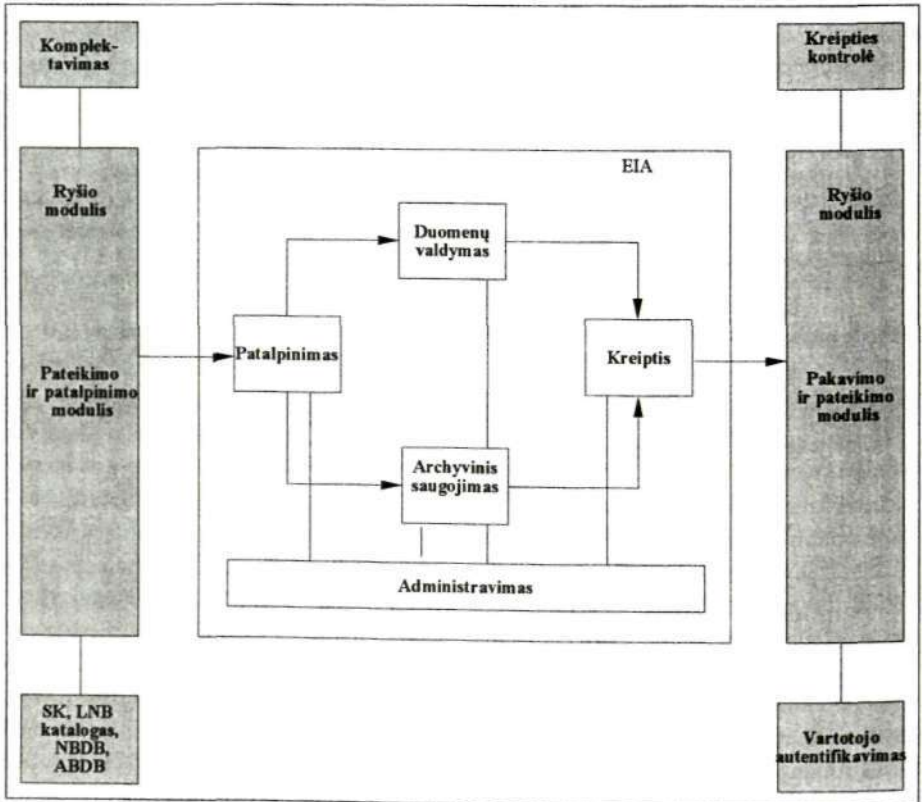 Komplek-
tavimas
Kreipties
kontrolė
EIA
Ryšio
modulis
Pateikimo
ir patalpinimo
modulis
Duomenų
valdymas
Patalpinimas
Kreiptis
Archyvinis
saugojimas
Administravimas
Ryšio
modulis
Pakavimo
ir pateikimo
modulis
SK, LNB
katalogas,
NBDB,
ABDB
Vartotojo
autentifikavimas